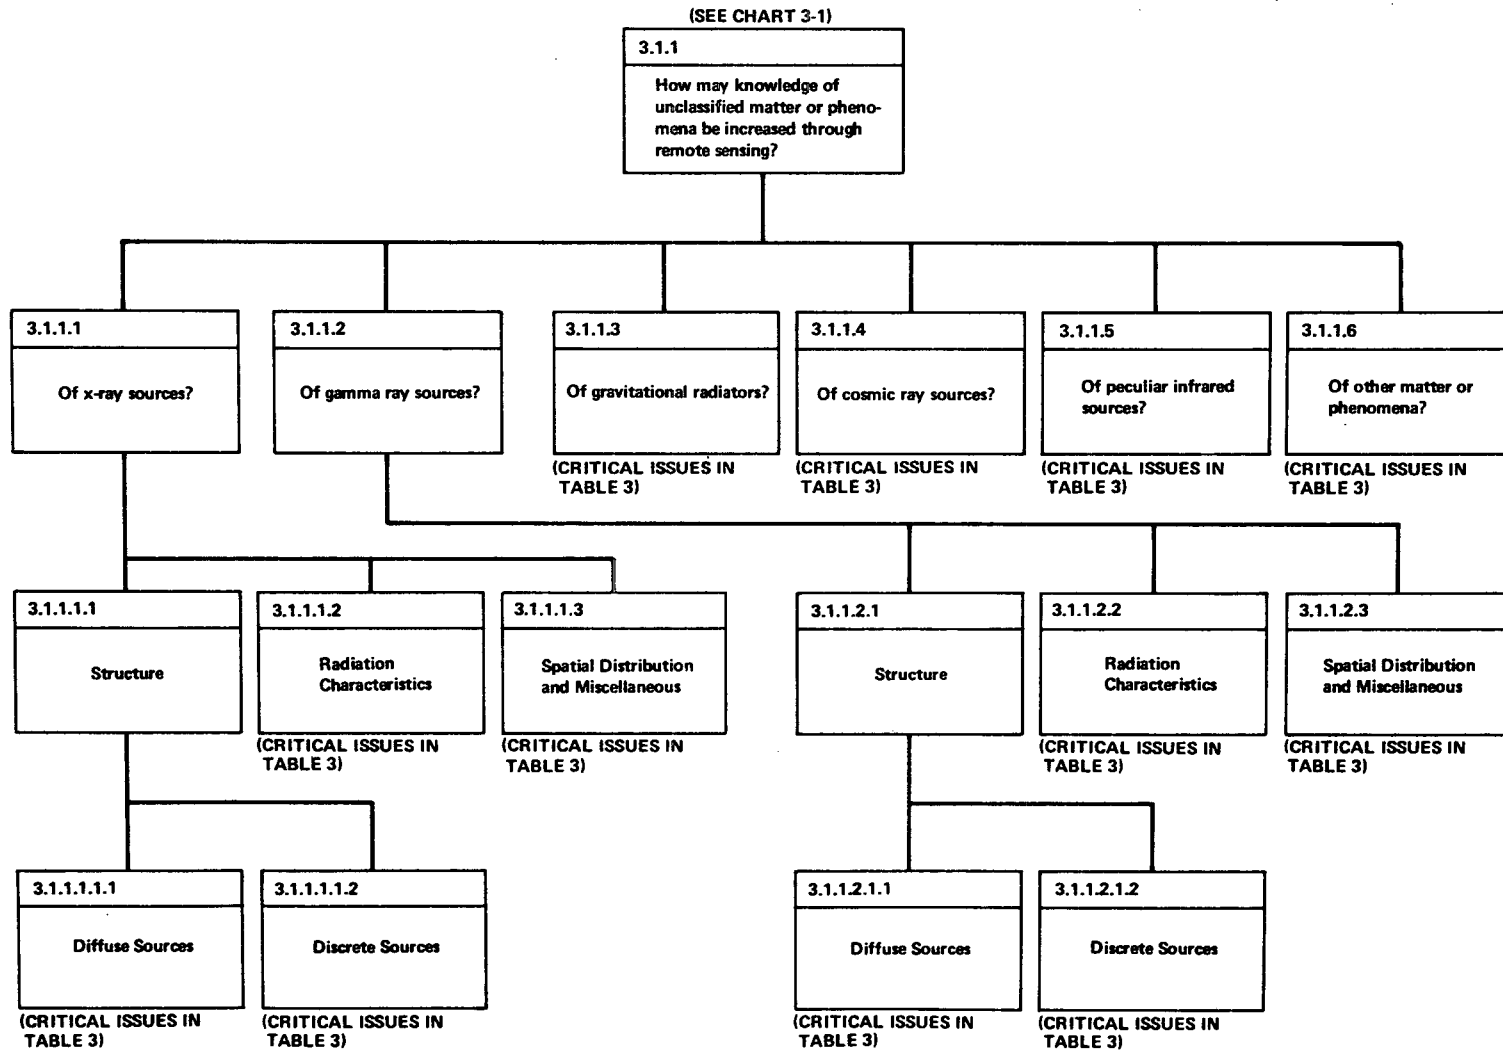 (SEE CHART 3-1)
3.1.1
How may knowledge of
unclassified matter or pheno-
mena be increased through
remote sensing?
3.1.1.1
Of x-ray sources?
3.1.1.2
Of gamma ray sources?
3.1.1.3
Of gravitational radiators?
(CRITICAL ISSUES IN
TABLE 3)
3.1.1.4
Of cosmic ray sources?
(CRITICAL ISSUES IN
TABLE 3)
3.1.1.5
Of peculiar infrared
sources?
(CRITICAL ISSUES IN
TABLE 3)
3.1.1.6
Of other matter or
phenomena?
(CRITICAL ISSUES IN
TABLE 3)
3.1.1.1.1
Structure
3.1.1.1.2
Radiation
Characteristics
(CRITICAL ISSUES IN
TABLE 3)
3.1.1.1.3
Spatial Distribution
and Miscellaneous
(CRITICAL ISSUES IN
TABLE 3)
3.1.1.2.1
Structure
3.1.1.2.2
Radiation
Characteristics
(CRITICAL ISSUES IN
TABLE 3)
3.1.1.2.3
Spatial Distribution
and Miscellaneous
(CRITICAL ISSUES IN
TABLE 3)
3.1.1.1.1.1
Diffuse Sources
(CRITICAL ISSUES IN
TABLE 3)
3.1.1.1.1.2
Discrete Sources
(CRITICAL ISSUES IN
TABLE 3)
3.1.1.2.1.1
Diffuse Sources
(CRITICAL ISSUES IN
TABLE 3)
3.1.1.2.1.2
Discrete Sources
(CRITICAL ISSUES IN
TABLE 3)